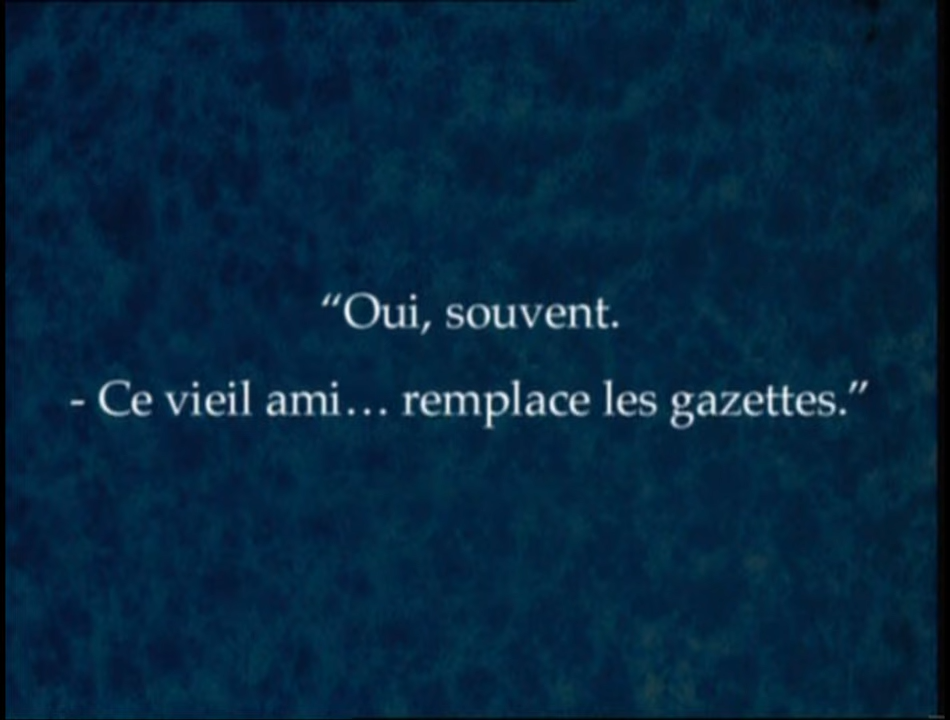 “Oui, souvent.
- Ce vieil ami… remplace les gazettes.”